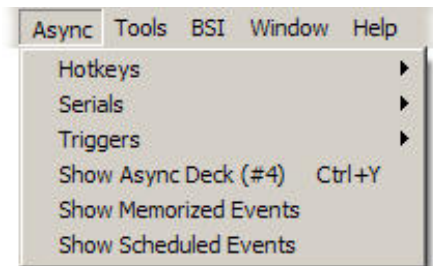 Async Tools BSI Window Help
Hotkeys
Serials
Triggers
Show Async Deck (#4) Ctrl+Y
Show Memorized Events
Show Scheduled Events